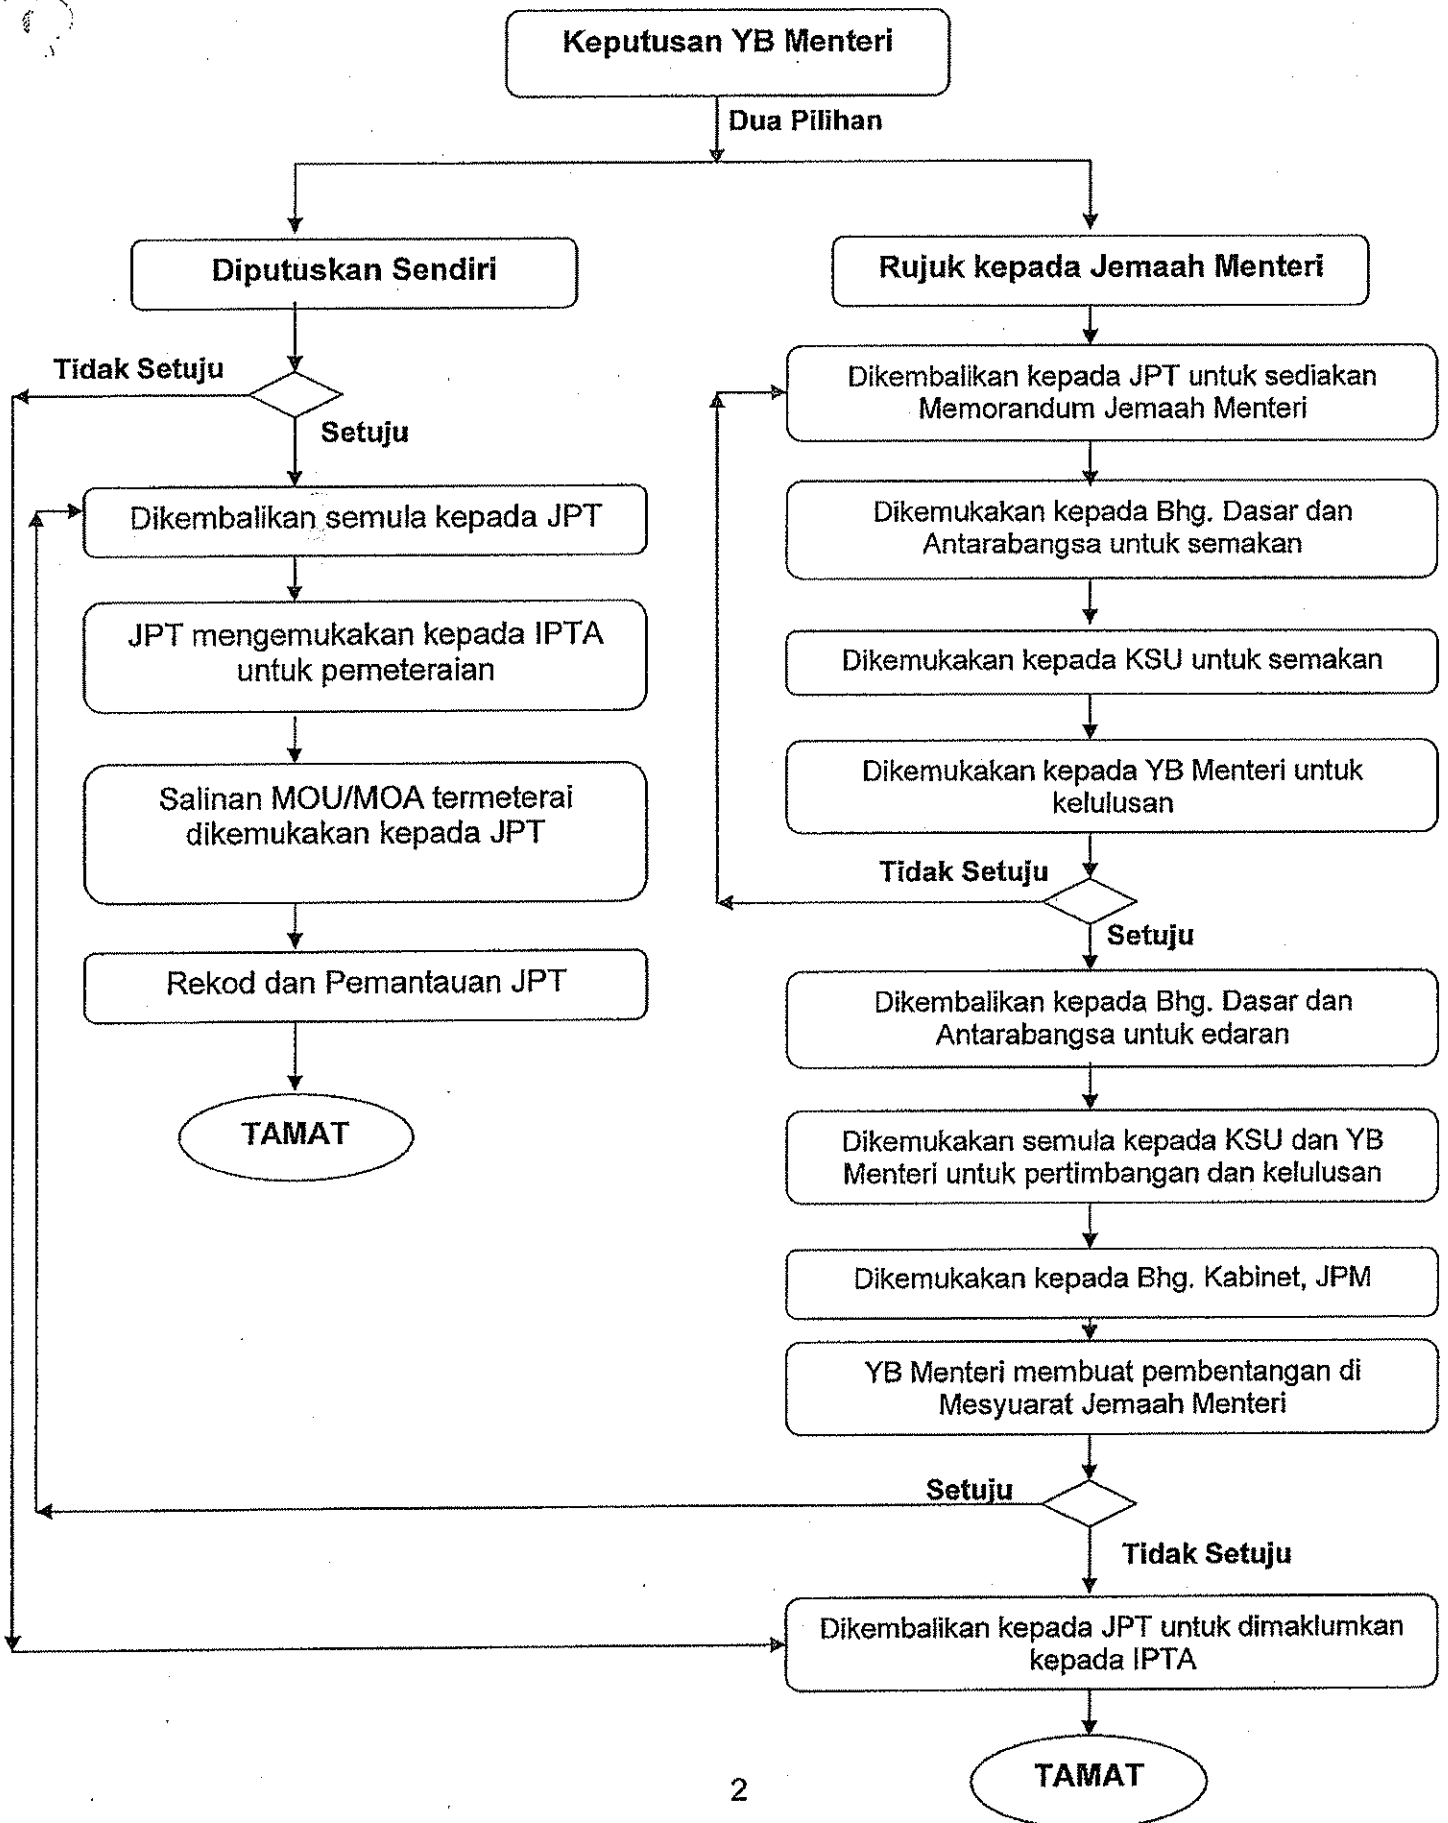 Keputusan YB Menteri
Dua Pilihan
Diputuskan Sendiri
Tidak Setuju
Setuju
Dikembalikan semula kepada JPT
JPT mengemukakan kepada IPTA
untuk pemeteraian
Salinan MOU/MOA termeterai
dikemukakan kepada JPT
Rekod dan Pemantauan JPT
TAMAT
Rujuk kepada Jemaah Menteri
Dikembalikan kepada JPT untuk sediakan
Memorandum Jemaah Menteri
Dikemukakan kepada Bhg. Dasar dan
Antarabangsa untuk semakan
Dikemukakan kepada KSU untuk semakan
Dikemukakan kepada YB Menteri untuk
kelulusan
Tidak Setuju
Setuju
Dikembalikan kepada Bhg. Dasar dan
Antarabangsa untuk edaran
Dikemukakan semula kepada KSU dan YB
Menteri untuk pertimbangan dan kelulusan
Dikemukakan kepada Bhg. Kabinet, JPM
YB Menteri membuat pembentangan di
Mesyuarat Jemaah Menteri
Setuju
Tidak Setuju
Dikembalikan kepada JPT untuk dimaklumkan
kepada IPTA
TAMAT
2